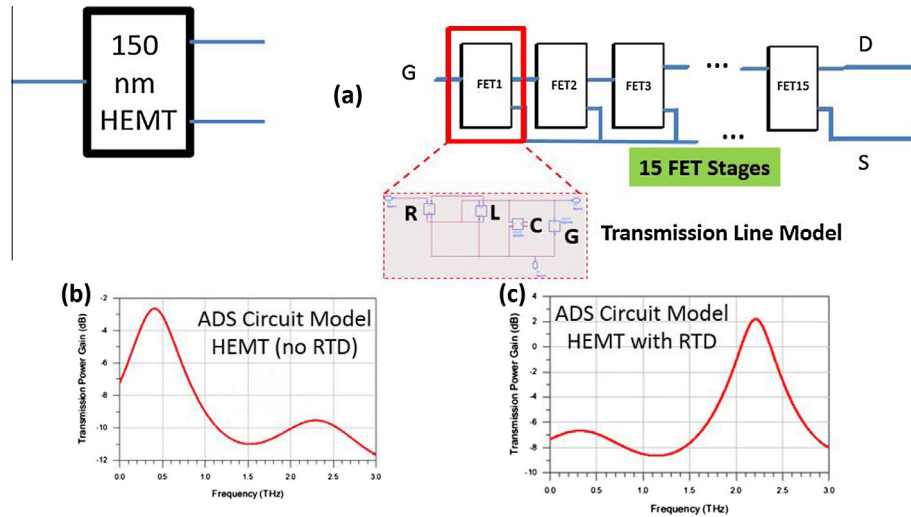 150
nm
HEMT
(a)
G
FET1
FET2
FET3
...
FET15
D
S
...
15 FET Stages
R
L
C
G
Transmission Line Model
(b)
ADS Circuit Model
HEMT (no RTD)
Transmission Power Gain (dB)
-2
-4
-6
-8
-10
-12
0.0 0.5 1.0 1.5 2.0 2.5 3.0
Frequency (THz)
(c)
ADS Circuit Model
HEMT with RTD
Transmission Power Gain (dB)
4
2
0
-2
-4
-6
-8
-10
0.0 0.5 1.0 1.5 2.0 2.5 3.0
Frequency (THz)